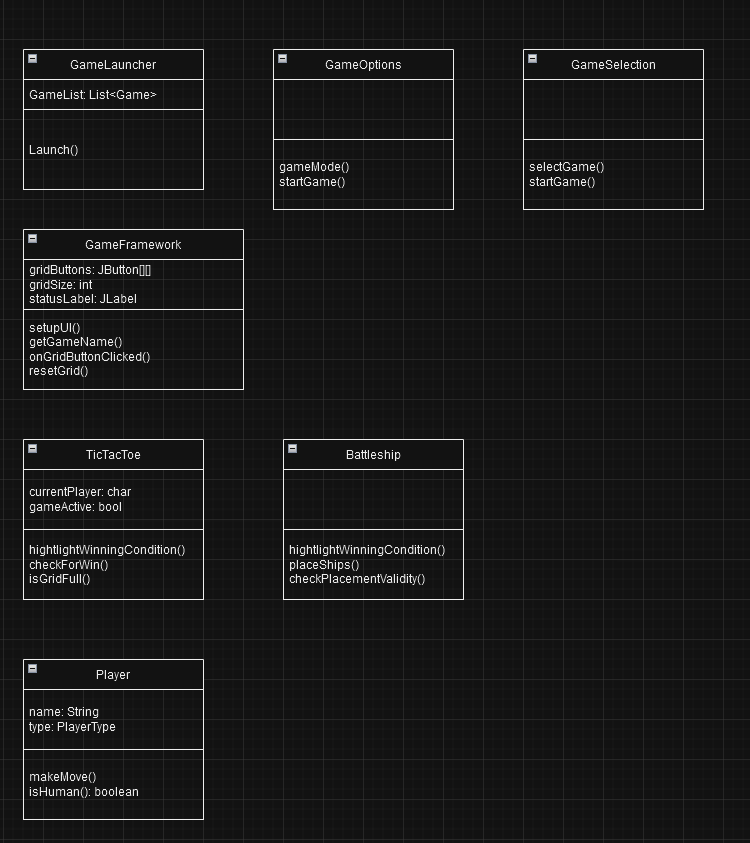 GameLauncher
GameList: List<Game>
Launch()
GameOptions
gameMode()
startGame()
GameSelection
selectGame()
startGame()
GameFramework
gridButtons: JButton[][]
gridSize: int
statusLabel: JLabel
setupUI()
getGameName()
onGridButtonClicked()
resetGrid()
TicTacToe
currentPlayer: char
gameActive: bool
hightlightWinningCondition()
checkForWin()
isGridFull()
Battleship
hightlightWinningCondition()
placeShips()
checkPlacementValidity()
Player
name: String
type: PlayerType
makeMove()
isHuman(): boolean